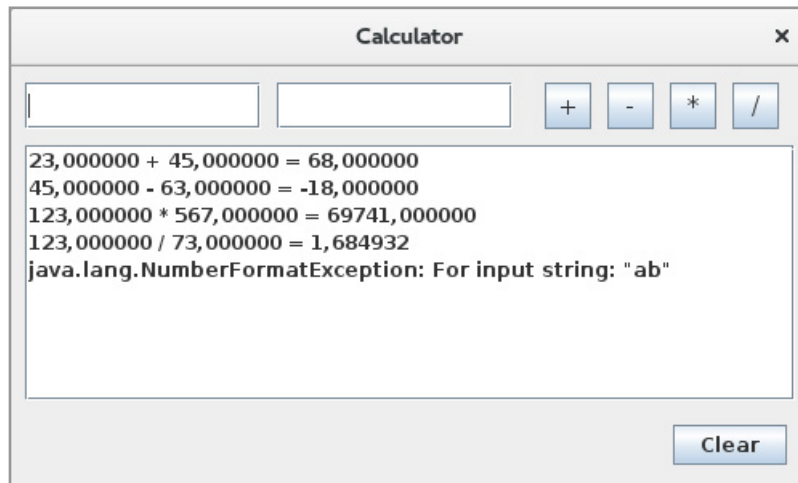 Calculator ×
+ - * /
23,000000 + 45,000000 = 68,000000
45,000000 - 63,000000 = -18,000000
123,000000 * 567,000000 = 69741,000000
123,000000 / 73,000000 = 1,684932
java.lang.NumberFormatException: For input string: "ab"
Clear